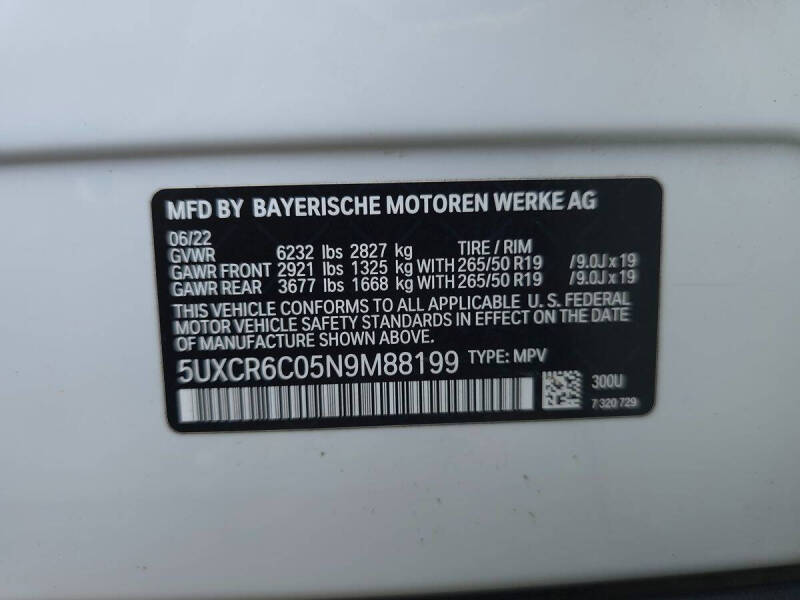 MFD BY BAYERISCHE MOTOREN WERKE AG
06/22
GVWR 6232 lbs 2827 kg TIRE / RIM
GAWR FRONT 2921 lbs 1325 kg WITH 265/50 R19 /9.0J x 19
GAWR REAR 3677 lbs 1668 kg WITH 265/50 R19 /9.0J x 19
THIS VEHICLE CONFORMS TO ALL APPLICABLE U. S. FEDERAL
MOTOR VEHICLE SAFETY STANDARDS IN EFFECT ON THE DATE
OF MANUFACTURE SHOWN ABOVE.
5UXCR6C05N9M88199 TYPE: MPV
300U
7 320 729